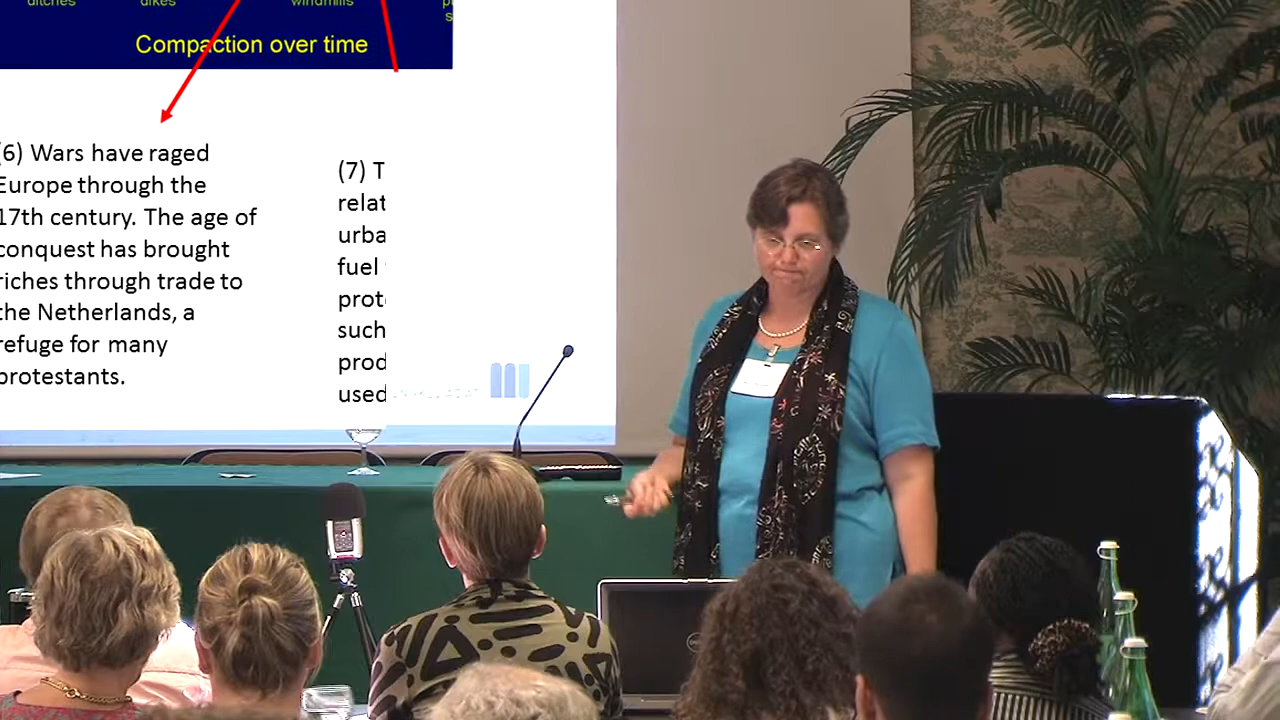 ditches dikes windmills
Compaction over time
(6) Wars have raged
Europe through the
17th century. The age of
conquest has brought
riches through trade to
the Netherlands, a
refuge for many
protestants.
(7) T
relat
urba
fuel
prote
such
prod
used
DELL